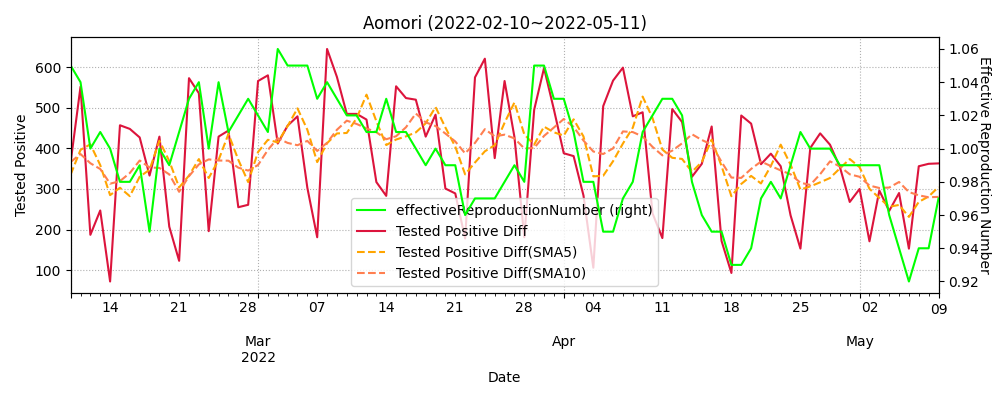 Aomori (2022-02-10~2022-05-11)
Tested Positive
600
500
400
300
200
100
1.06
1.04
1.02
1.00
0.98
0.96
0.94
0.92
Effective Reproduction Number
effectiveReproductionNumber (right)
Tested Positive Diff
Tested Positive Diff(SMA5)
Tested Positive Diff(SMA10)
14 21 28 07 14 21 28 04 11 18 25 02 09
Mar Apr May
2022
Date